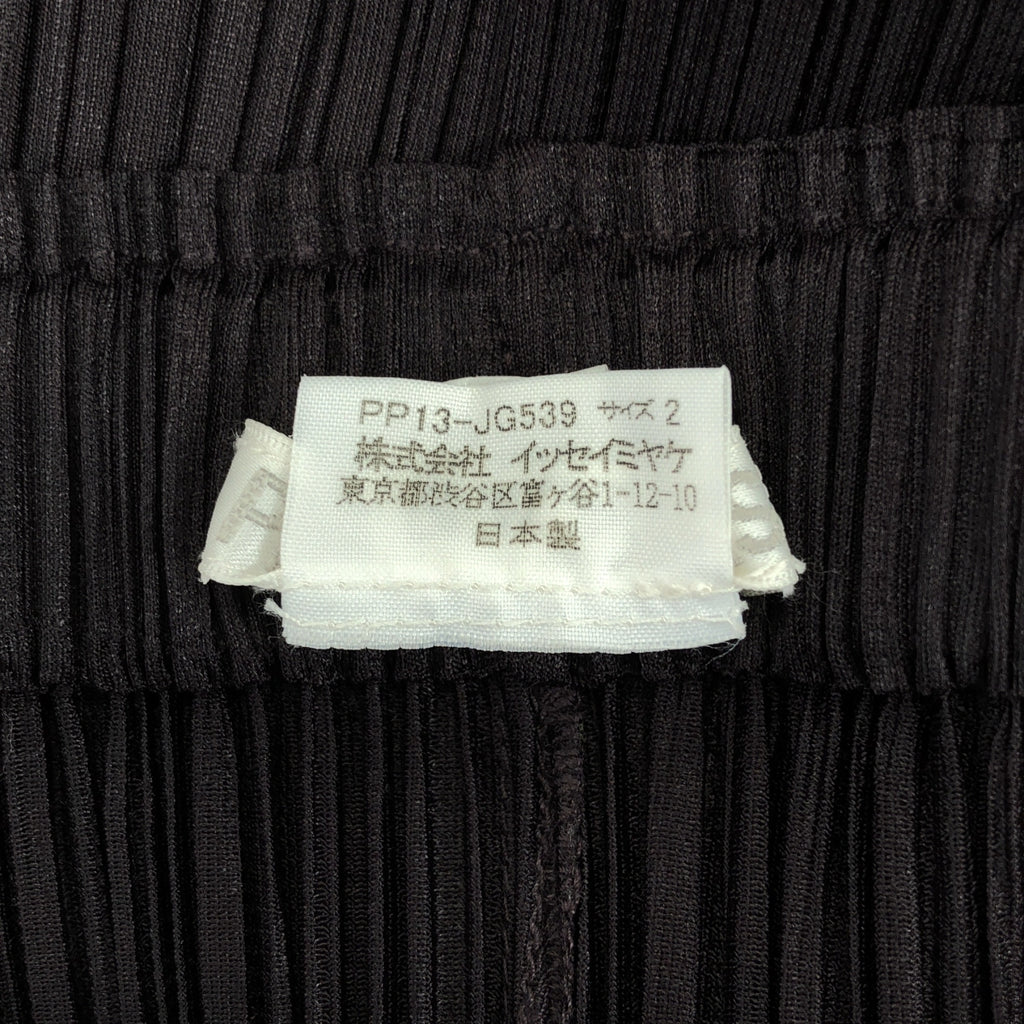 PP13-JG539 サイズ 2
株式会社 イッセイミヤケ
東京都渋谷区富ヶ谷1-12-10
日本製